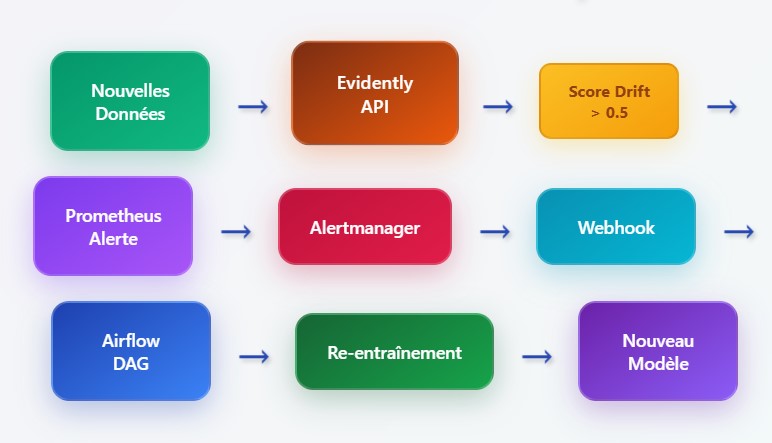 Nouvelles
Données
→
Evidently
API
→
Score Drift
> 0.5
→
Prometheus
Alerte
→
Alertmanager
→
Webhook
→
Airflow
DAG
→
Re-entraînement
→
Nouveau
Modèle